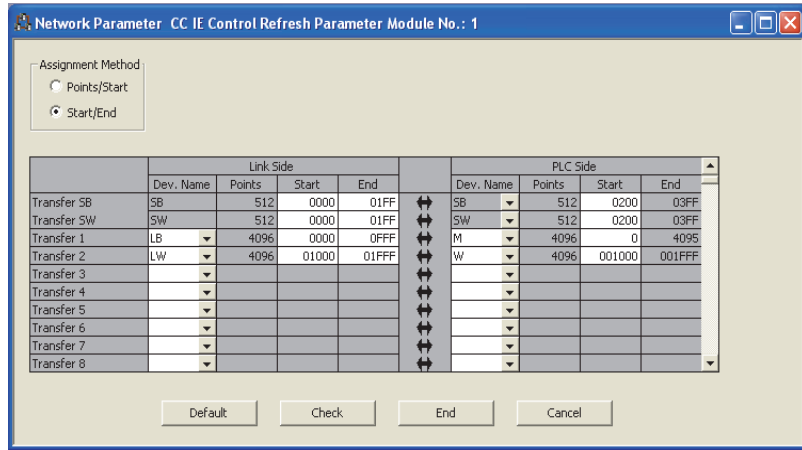 Network Parameter CC IE Control Refresh Parameter Module No.: 1
Assignment Method
Points/Start
Start/End
Link Side PLC Side
Dev. Name Points Start End Dev. Name Points Start End
Transfer SB SB 512 0000 01FF SB 512 0200 03FF
Transfer SW SW 512 0000 01FF SW 512 0200 03FF
Transfer 1 LB 4096 0000 0FFF M 4096 0 4095
Transfer 2 LW 4096 01000 01FFF W 4096 001000 001FFF
Transfer 3
Transfer 4
Transfer 5
Transfer 6
Transfer 7
Transfer 8
Default Check End Cancel